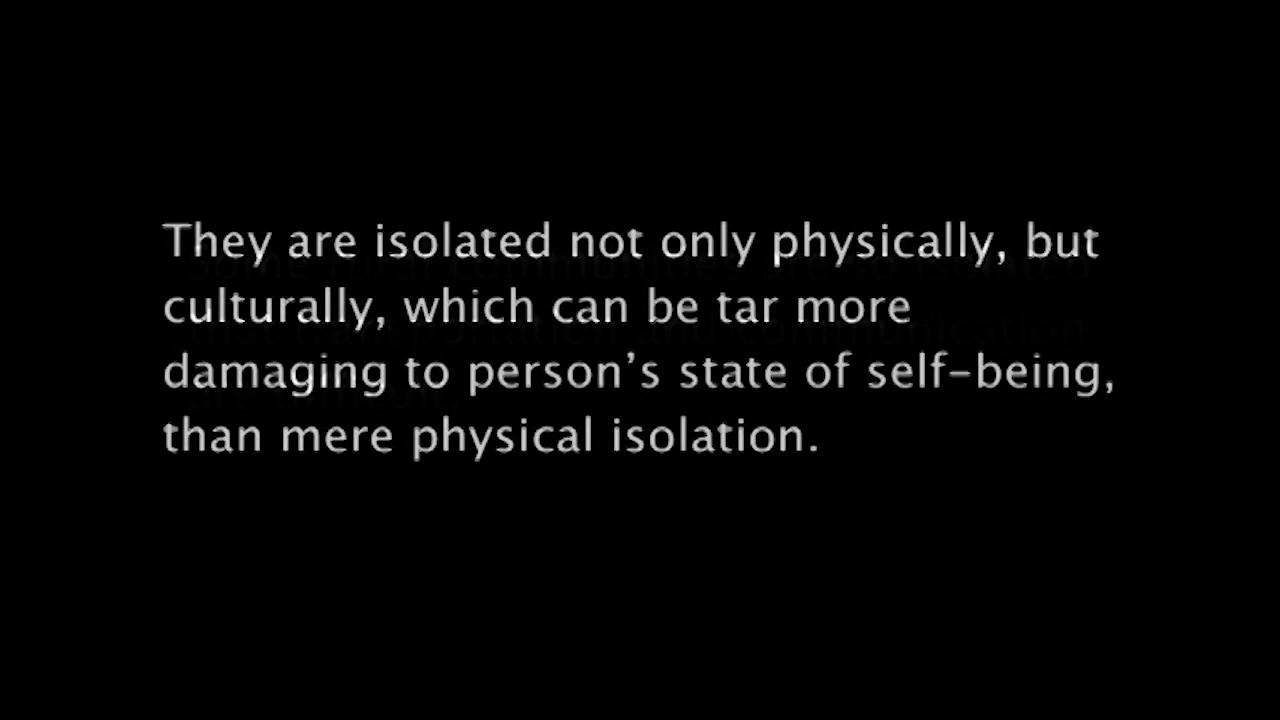 They are isolated not only physically, but
culturally, which can be tar more
damaging to person’s state of self–being,
than mere physical isolation.